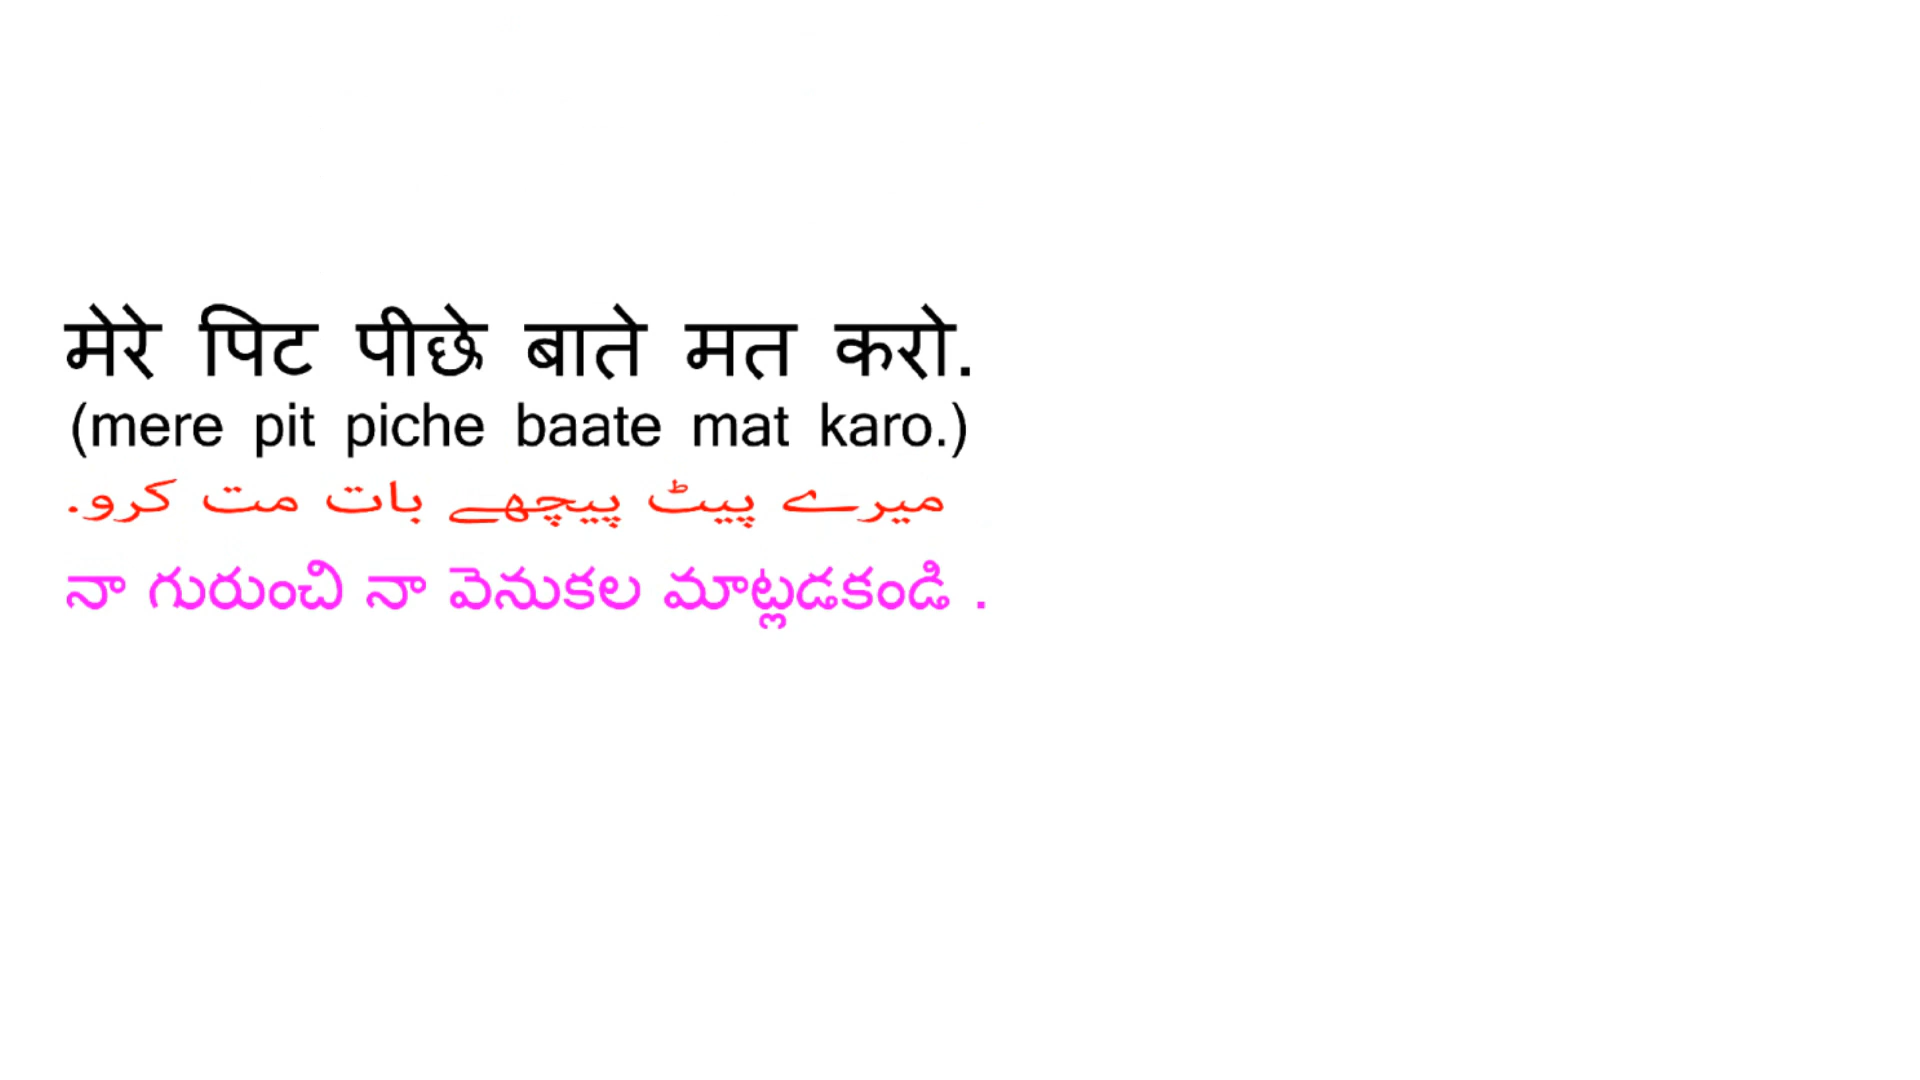 मेरे पिट पीछे बाते मत करो.
(mere pit piche baate mat karo.)
میرے پیٹ پیچھے بات مت کرو.
నా గురుంచి నా వెనుకల మాట్లడకండి .